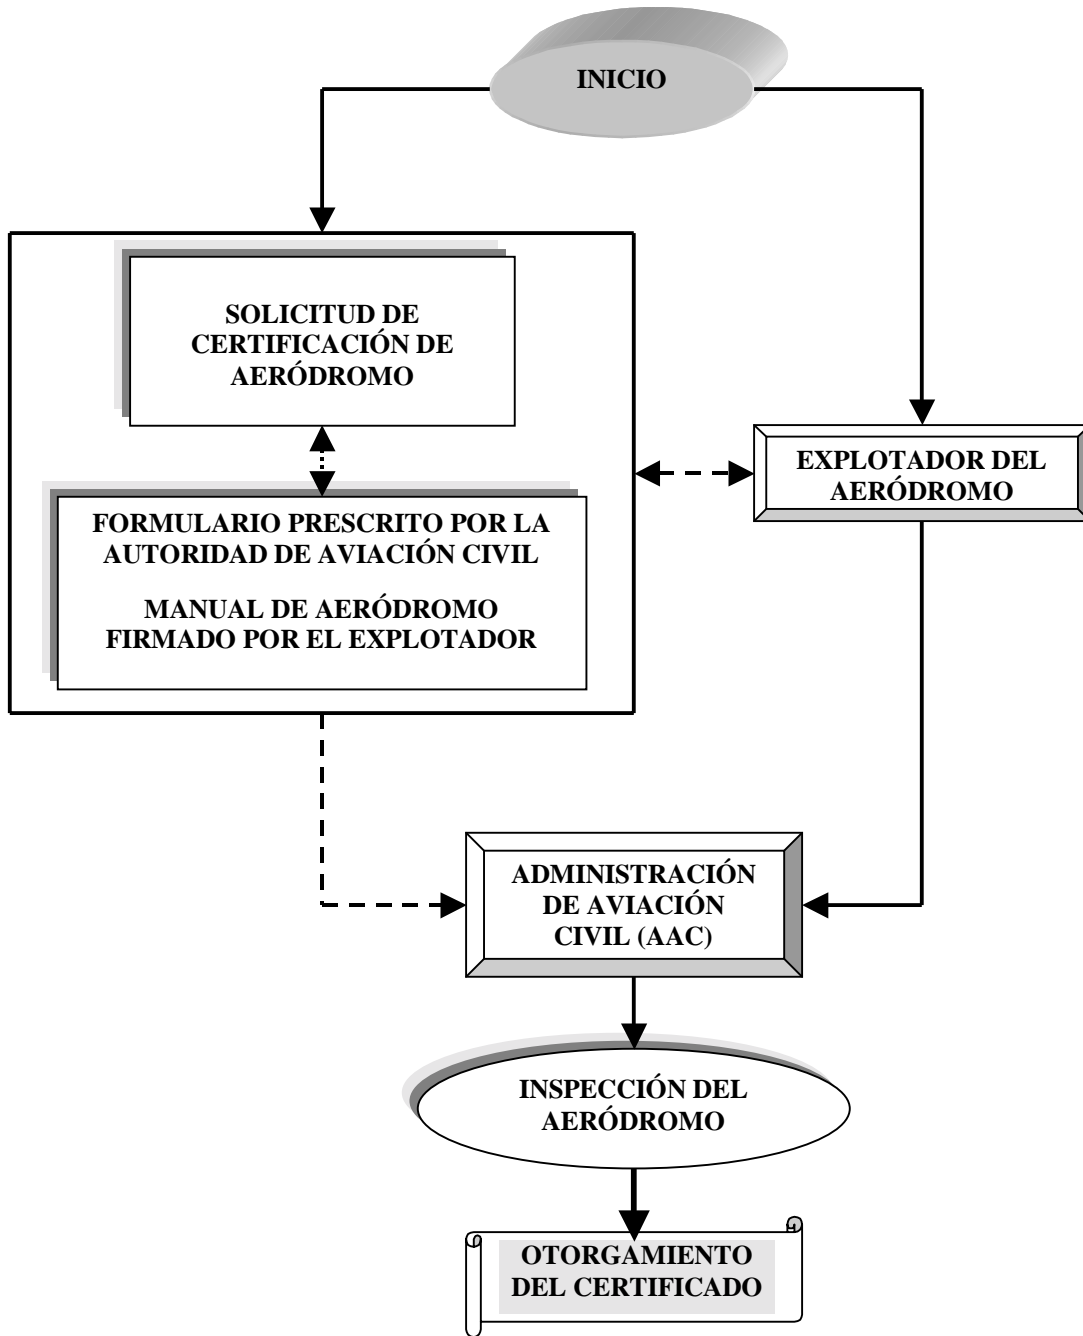 INICIO
SOLICITUD DE
CERTIFICACIÓN DE
AERÓDROMO
EXPLOTADOR DEL
AERÓDROMO
FORMULARIO PRESCRITO POR LA
AUTORIDAD DE AVIACIÓN CIVIL
MANUAL DE AERÓDROMO
FIRMADO POR EL EXPLOTADOR
ADMINISTRACIÓN
DE AVIACIÓN
CIVIL (AAC)
INSPECCIÓN DEL
AERÓDROMO
OTORGAMIENTO
DEL CERTIFICADO